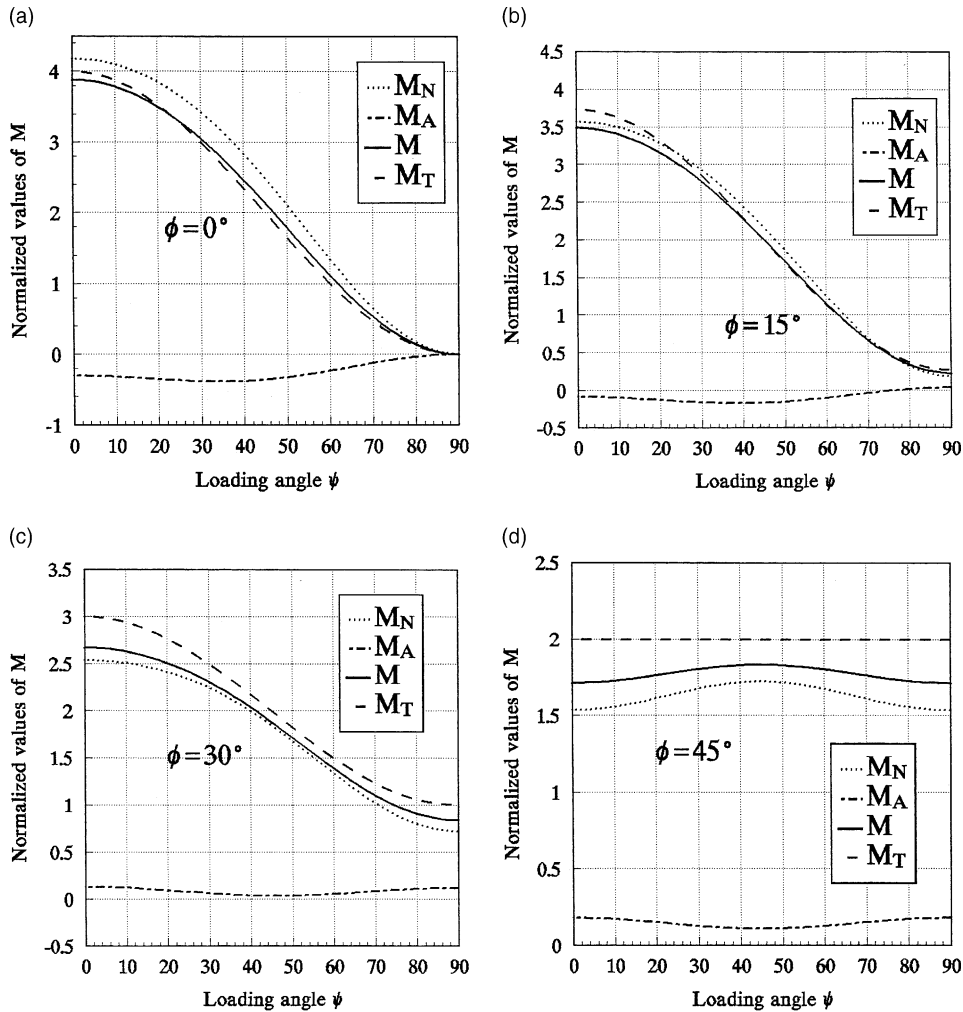 (a)
Normalized values of M
4
3
2
1
0
-1
M_N
M_A
M
M_T
ϕ=0°
0 10 20 30 40 50 60 70 80 90
Loading angle ψ
(b)
Normalized values of M
4.5
4
3.5
3
2.5
2
1.5
1
0.5
0
-0.5
M_N
M_A
M
M_T
ϕ=15°
0 10 20 30 40 50 60 70 80 90
Loading angle ψ
(c)
Normalized values of M
3.5
3
2.5
2
1.5
1
0.5
0
-0.5
M_N
M_A
M
M_T
ϕ=30°
0 10 20 30 40 50 60 70 80 90
Loading angle ψ
(d)
Normalized values of M
2.5
2
1.5
1
0.5
0
ϕ=45°
M_N
M_A
M
M_T
0 10 20 30 40 50 60 70 80 90
Loading angle ψ